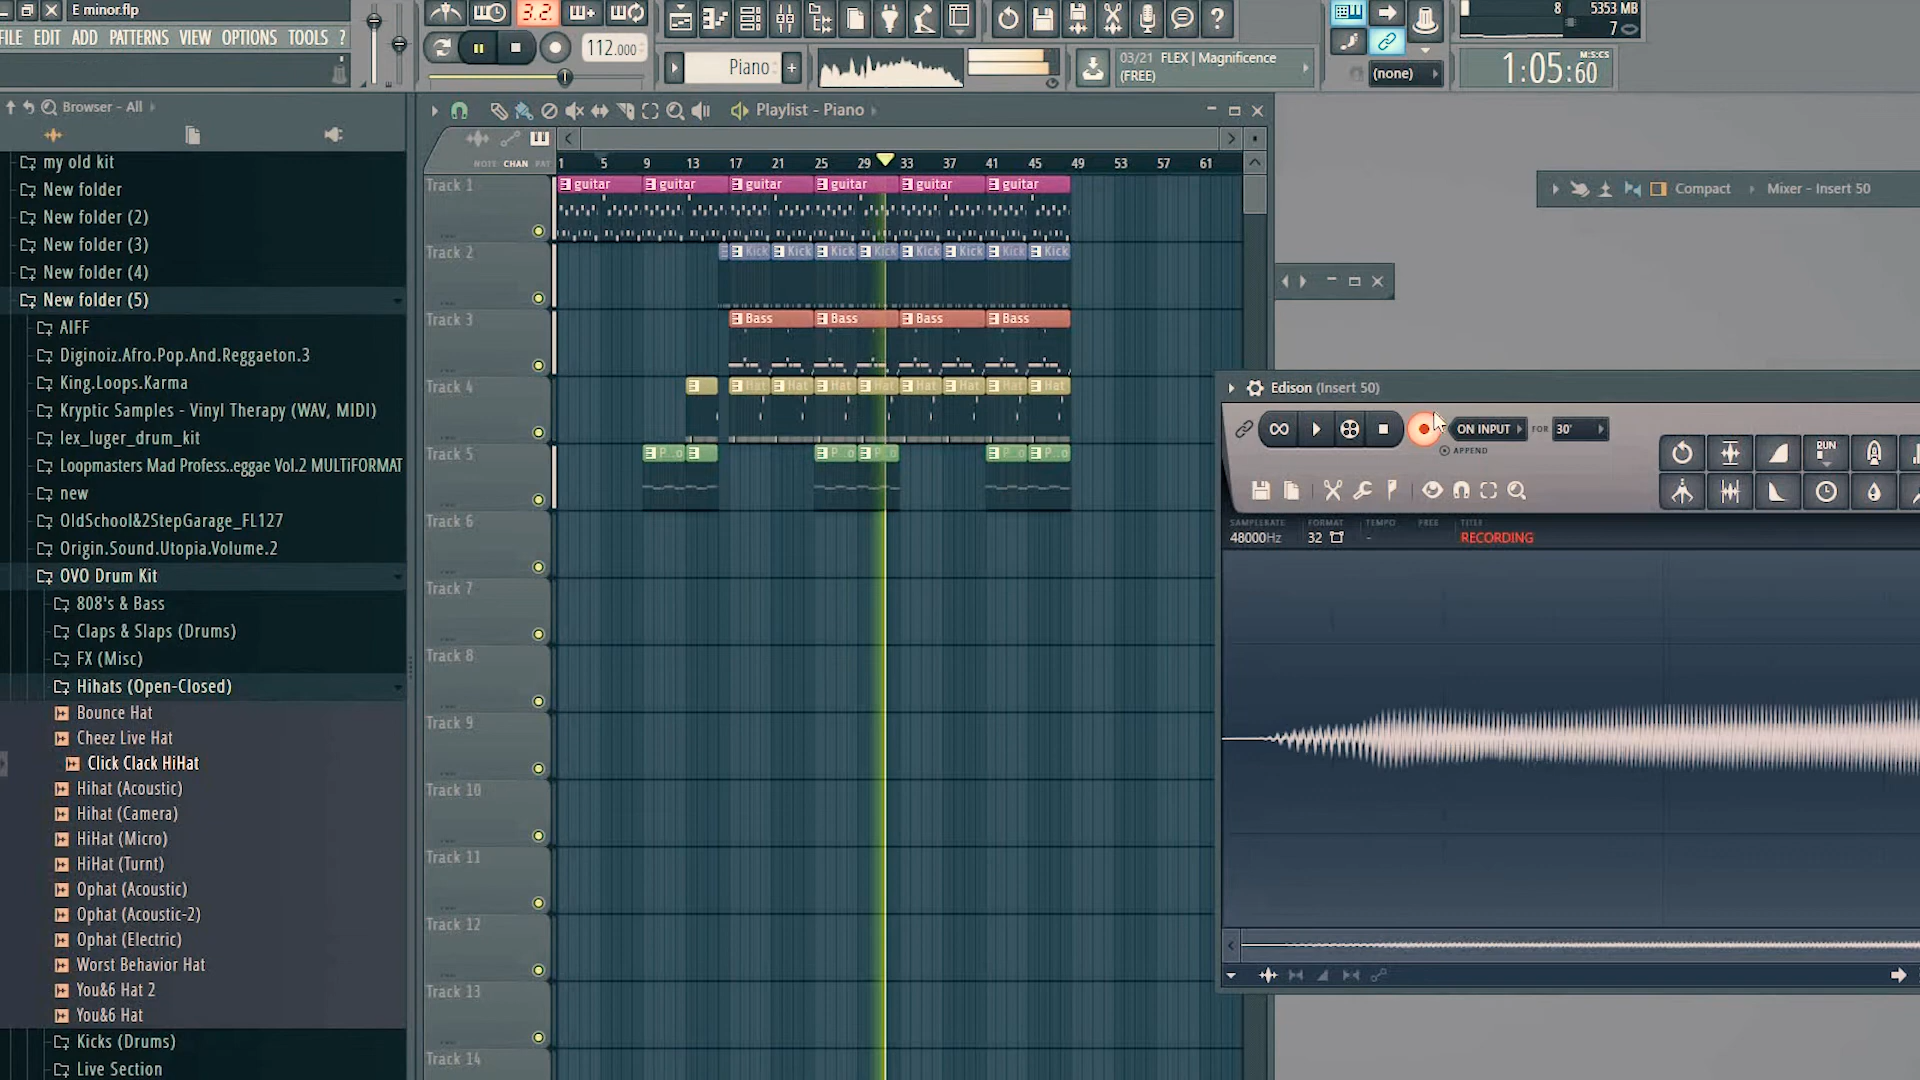 E minor.flp
FILE EDIT ADD PATTERNS VIEW OPTIONS TOOLS ?
3.2
112.000
Piano
03/21 FLEX | Magnificence
(FREE)
(none)
8
5353 MB
7
M:S:CS
1:05:60
Browser - All
my old kit
New folder
New folder (2)
New folder (3)
New folder (4)
New folder (5)
AIFF
Diginoiz.Afro.Pop.And.Reggaeton.3
King.Loops.Karma
Kryptic Samples - Vinyl Therapy (WAV, MIDI)
lex_luger_drum_kit
Loopmasters Mad Profess..eggae Vol.2 MULTiFORMAT
new
OldSchool&2StepGarage_FL127
Origin.Sound.Utopia.Volume.2
OVO Drum Kit
808's & Bass
Claps & Slaps (Drums)
FX (Misc)
Hihats (Open-Closed)
Bounce Hat
Cheez Live Hat
Click Clack HiHat
Hihat (Acoustic)
Hihat (Camera)
HiHat (Micro)
HiHat (Turnt)
Ophat (Acoustic)
Ophat (Acoustic-2)
Ophat (Electric)
Worst Behavior Hat
You&6 Hat 2
You&6 Hat
Kicks (Drums)
Live Section
Playlist - Piano
NOTE CHAN PAT
1 5 9 13 17 21 25 29 33 37 41 45 49 53 57 61
Track 1
guitar guitar guitar guitar guitar guitar
Track 2
Kick Kick Kick Kick Kick Kick Kick Kick
Track 3
Bass Bass Bass Bass
Track 4
Hat Hat Hat Hat Hat Hat Hat Hat
Track 5
P..o P..o P..o P..o P..o
Track 6
Track 7
Track 8
Track 9
Track 10
Track 11
Track 12
Track 13
Track 14
Compact
Mixer - Insert 50
Edison (Insert 50)
ON INPUT FOR 30'
APPEND
RUN
SAMPLERATE FORMAT TEMPO FREE TITLE
48000Hz 32 - RECORDING